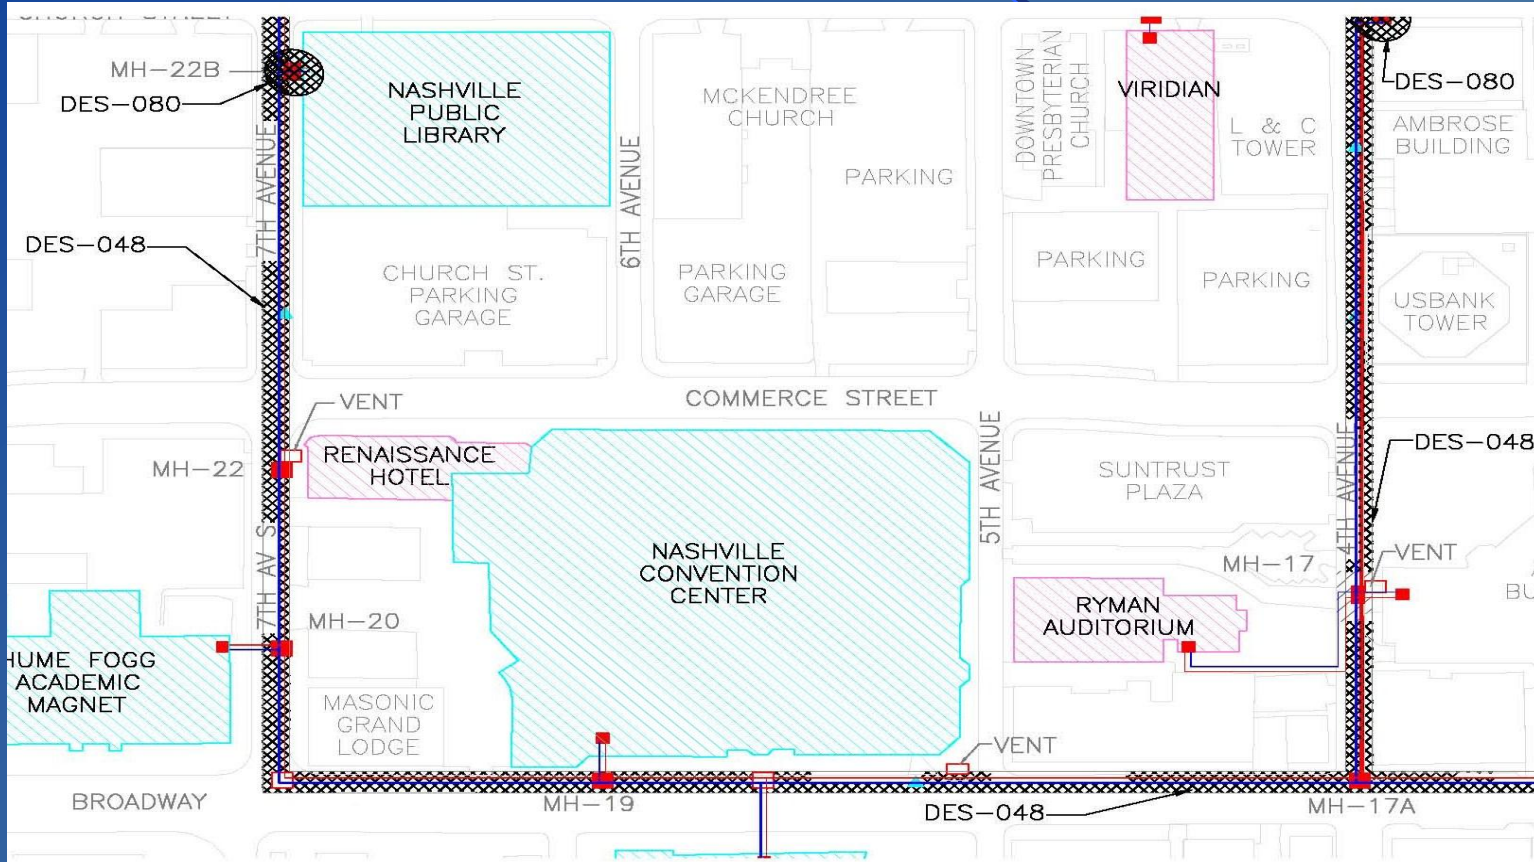 CHURCH STREET
MH-22B
DES-080
NASHVILLE
PUBLIC
LIBRARY
7TH AVENUE
DES-048
CHURCH ST.
PARKING
GARAGE
6TH AVENUE
MCKENDREE
CHURCH
PARKING
PARKING
GARAGE
DOWNTOWN
PRESBYTERIAN
CHURCH
VIRIDIAN
L & C
TOWER
DES-080
AMBROSE
BUILDING
PARKING
PARKING
USBANK
TOWER
COMMERCE STREET
VENT
RENAISSANCE
HOTEL
MH-22
7TH AV S
MH-20
HUME FOGG
ACADEMIC
MAGNET
MASONIC
GRAND
LODGE
NASHVILLE
CONVENTION
CENTER
5TH AVENUE
SUNTRUST
PLAZA
4TH AVENUE
DES-048
MH-17
VENT
BU
RYMAN
AUDITORIUM
VENT
BROADWAY
MH-19
DES-048
MH-17A